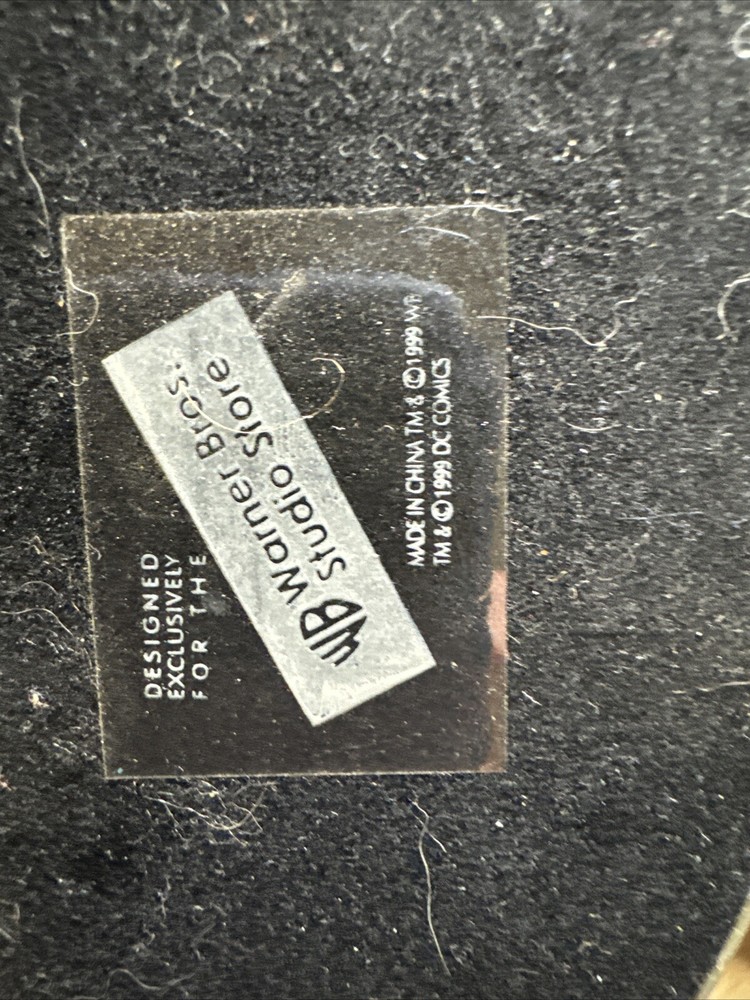 DESIGNED
EXCLUSIVELY
FOR THE
WB Warner Bros.
Studio Store
MADE IN CHINA TM & © 1999 WB
TM & © 1999 DC COMICS